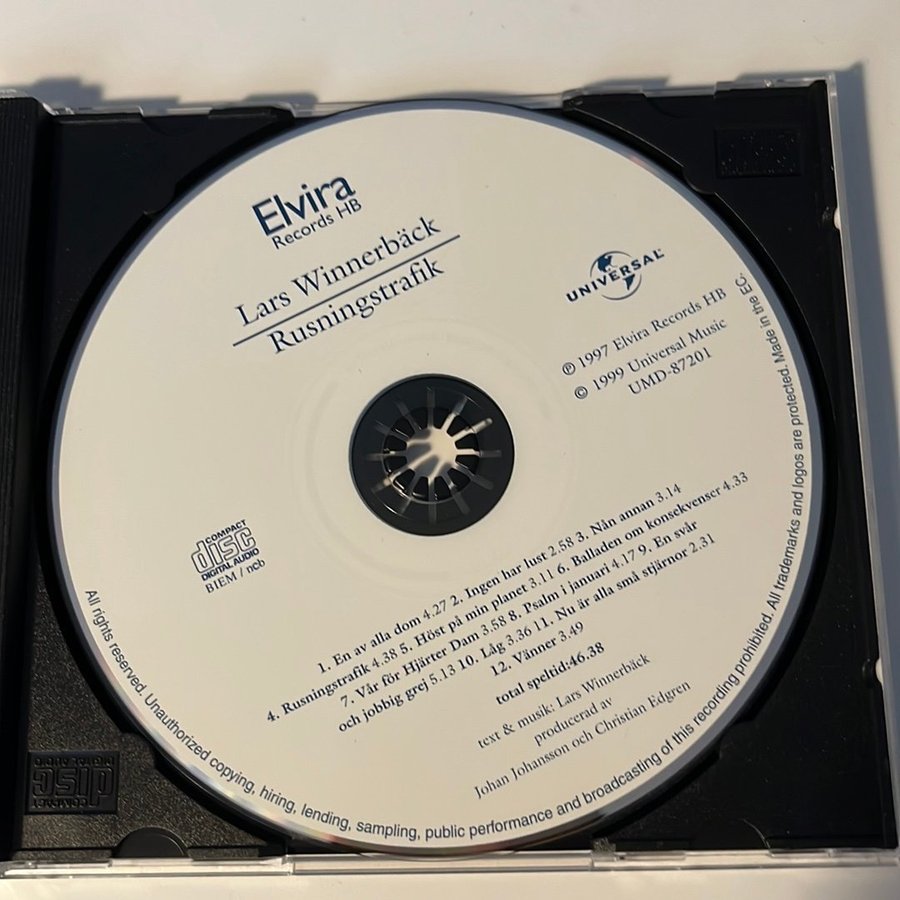 Elvira
Records HB
Lars Winnerbäck
Rusningstrafik
UNIVERSAL
℗ 1997 Elvira Records HB
© 1999 Universal Music
UMD-87201
COMPACT
disc
DIGITAL AUDIO
BIEM / ncb
1. En av alla dom 4.27 2. Ingen har lust 2.58 3. Nån annan 3.14
4. Rusningstrafik 4.38 5. Höst på min planet 3.11 6. Balladen om konsekvenser 4.33
7. Vår för Hjärter Dam 3.58 8. Psalm i januari 4.17 9. En svår
och jobbig grej 5.13 10. Låg 3.36 11. Nu är alla små stjärnor 2.31
12. Vänner 3.49
total speltid:46.38
text & musik: Lars Winnerbäck
producerad av
Johan Johansson och Christian Edgren
All rights reserved. Unauthorized copying, hiring, lending, sampling, public performance and broadcasting of this recording prohibited. All trademarks and logos are protected. Made in the EC.
COMPACT
disc
DIGITAL AUDIO